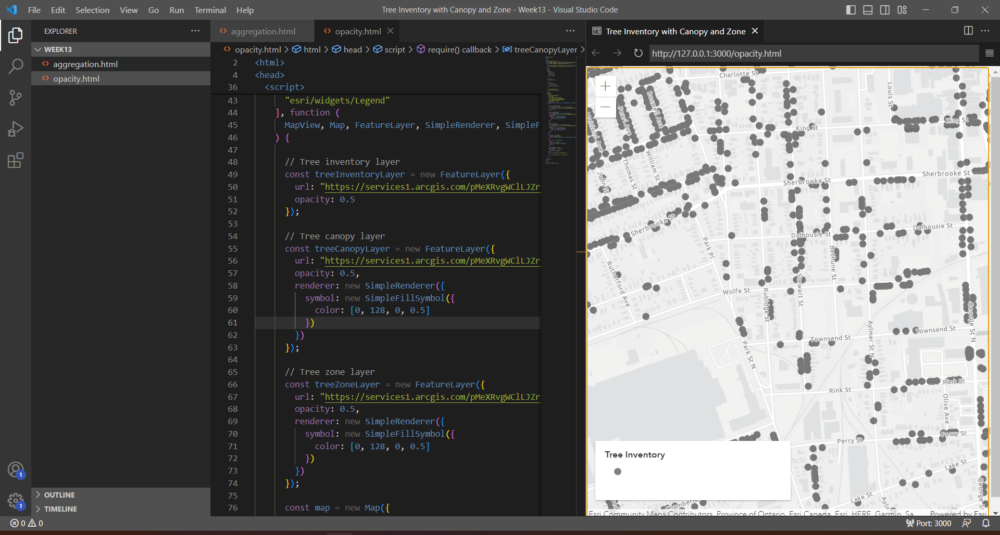 File Edit Selection View Go Run Terminal Help
Tree Inventory with Canopy and Zone - Week13 - Visual Studio Code
EXPLORER
WEEK13
aggregation.html
opacity.html
OUTLINE
TIMELINE
1
1
aggregation.html
opacity.html
opacity.html > html > head > script > require() callback > treeCanopyLayer >
2 <html>
4 <head>
36 <script>
43 "esri/widgets/Legend"
44 ], function (
45 MapView, Map, FeatureLayer, SimpleRenderer, SimpleF
46 ) {
47
48 // Tree inventory layer
49 const treeInventoryLayer = new FeatureLayer({
50 url: "https://services1.arcgis.com/pMeXRvgWClLJZr
51 opacity: 0.5
52 });
53
54 // Tree canopy layer
55 const treeCanopyLayer = new FeatureLayer({
56 url: "https://services1.arcgis.com/pMeXRvgWClLJZr
57 opacity: 0.5,
58 renderer: new SimpleRenderer({
59 symbol: new SimpleFillSymbol({
60 color: [0, 128, 0, 0.5]
61 })
62 })
63 });
64
65 // Tree zone layer
66 const treeZoneLayer = new FeatureLayer({
67 url: "https://services1.arcgis.com/pMeXRvgWClLJZr
68 opacity: 0.5,
69 renderer: new SimpleRenderer({
70 symbol: new SimpleFillSymbol({
71 color: [0, 128, 0, 0.5]
72 })
73 })
74 });
75
76 const map = new Map({
Tree Inventory with Canopy and Zone
http://127.0.0.1:3000/opacity.html
Charlotte St
Louis St
Boswell Ave
Pearl Ave
Maitland Ave
King St
King St
William St
Thomas St
John St
Sherbrooke St
Sherbrooke St
Sherbrooke St
Dalhousie St
Dalhousie St
Park Pl
Bethune St
Rutherford Ave
Stewart St
Wolfe St
Rubidge St
George St N
Aylmer St N
Townsend St
Townsend St
Park St N
Rink St
Rink St
Olive Ave
Perry St
Perry St
Lake St
Lake St
Tree Inventory
Esri Community Maps Contributors, Province of Ontario, Esri Canada, Esri, HERE, Garmin, Sa...
Powered by Esri
0 0
Port: 3000